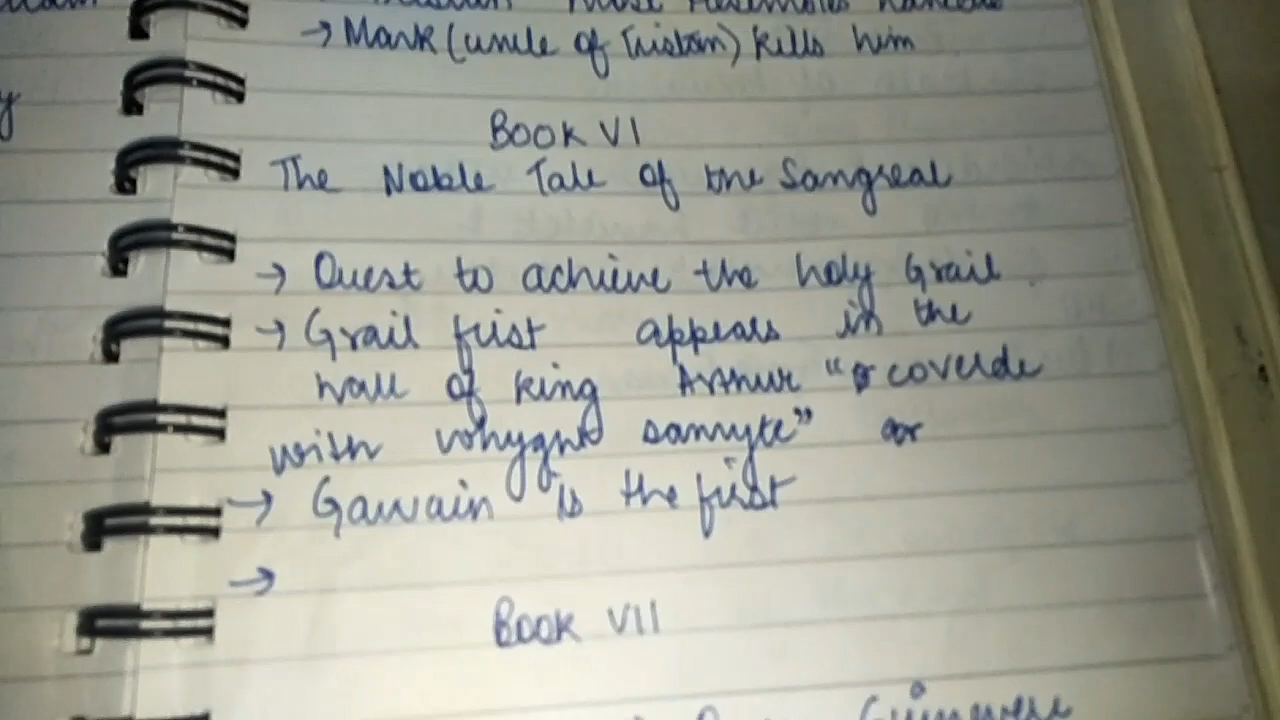 → Mark (uncle of Tristan) kills him
Book VI
The Noble Tale of the Sangreal
→ Quest to achieve the holy Grail
→ Grail first appears in the
hall of king Arthur "coverde
with whyght samyte" or
→ Gawain is the first
→
Book VII
Guinevere